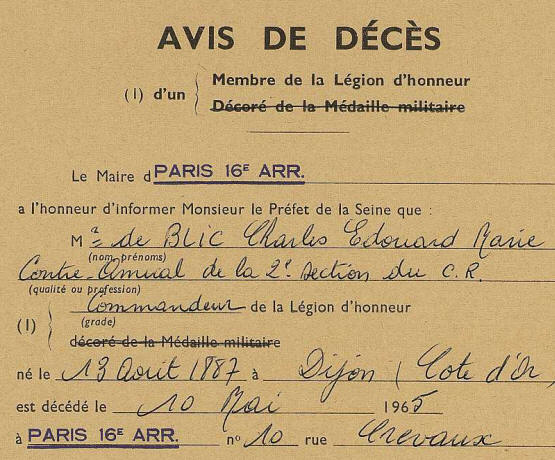 AVIS DE DÉCÈS
(1) d'un { Membre de la Légion d'honneur
Décoré de la Médaille militaire
Le Maire d PARIS 16E ARR.
a l'honneur d'informer Monsieur le Préfet de la Seine que :
Mr de BLIC Charles Edouard Marie
(nom, prénoms)
Contre-Amiral de la 2e section du C.R.
(qualité ou profession)
Commandeur de la Légion d'honneur
(1) { (grade)
décoré de la Médaille militaire
né le 13 Août 1887 à Dijon (Cote d'Or)
est décédé le 10 Mai 1965
à PARIS 16E ARR. n° 10 rue Crevaux